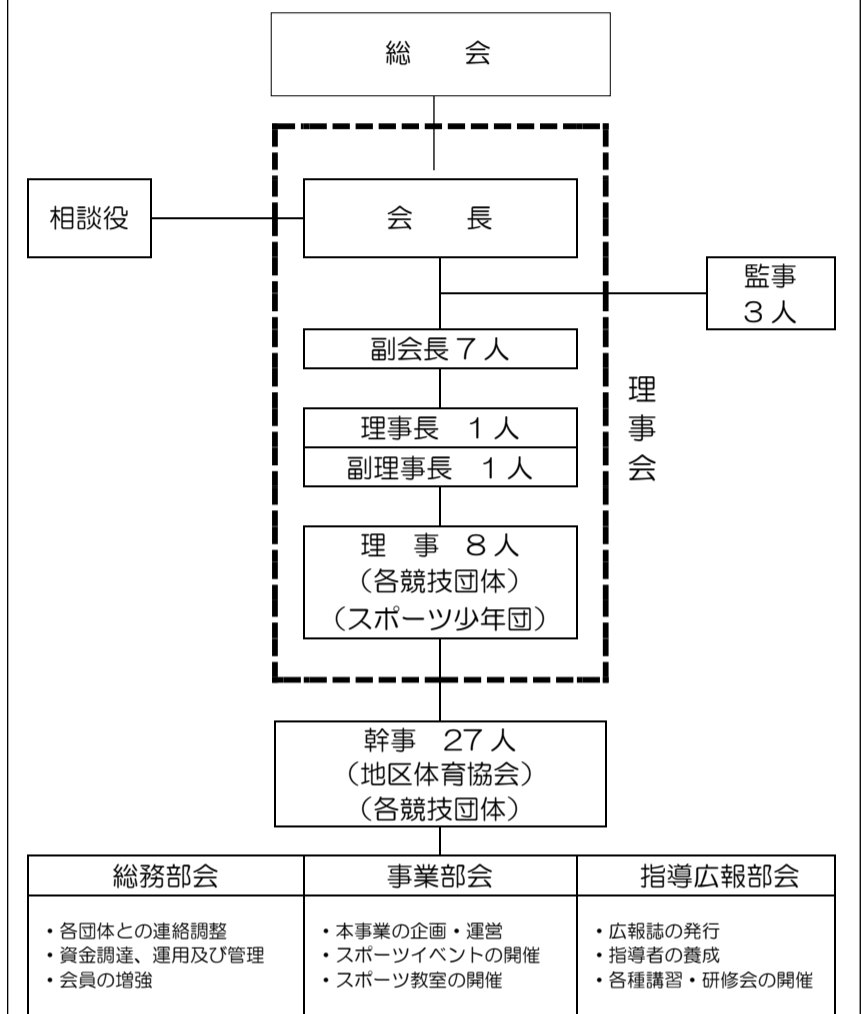 総　会
相談役
会　長
監事
３人
副会長７人
理事会
理事長　１人
副理事長　１人
理　事　８人
（各競技団体）
（スポーツ少年団）
幹事　27人
（地区体育協会）
（各競技団体）
総務部会
・各団体との連絡調整
・資金調達、運用及び管理
・会員の増強
事業部会
・本事業の企画・運営
・スポーツイベントの開催
・スポーツ教室の開催
指導広報部会
・広報誌の発行
・指導者の養成
・各種講習・研修会の開催